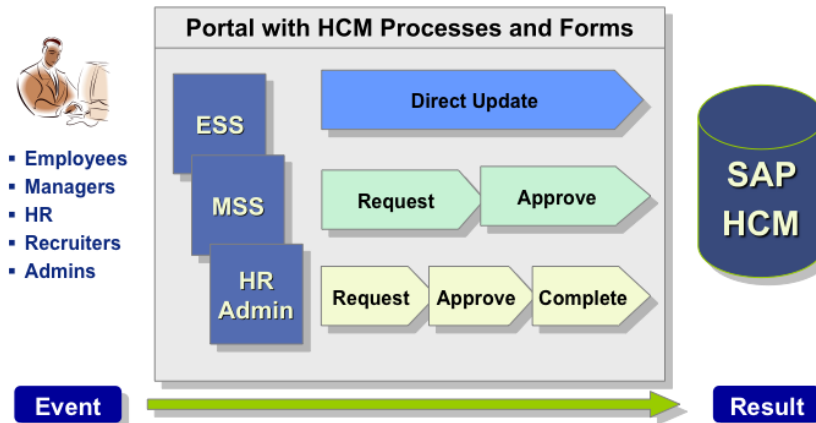 Portal with HCM Processes and Forms
ESS
Direct Update
▪ Employees
▪ Managers
▪ HR
▪ Recruiters
▪ Admins
MSS
Request
Approve
HR
Admin
Request
Approve
Complete
SAP
HCM
Event
Result